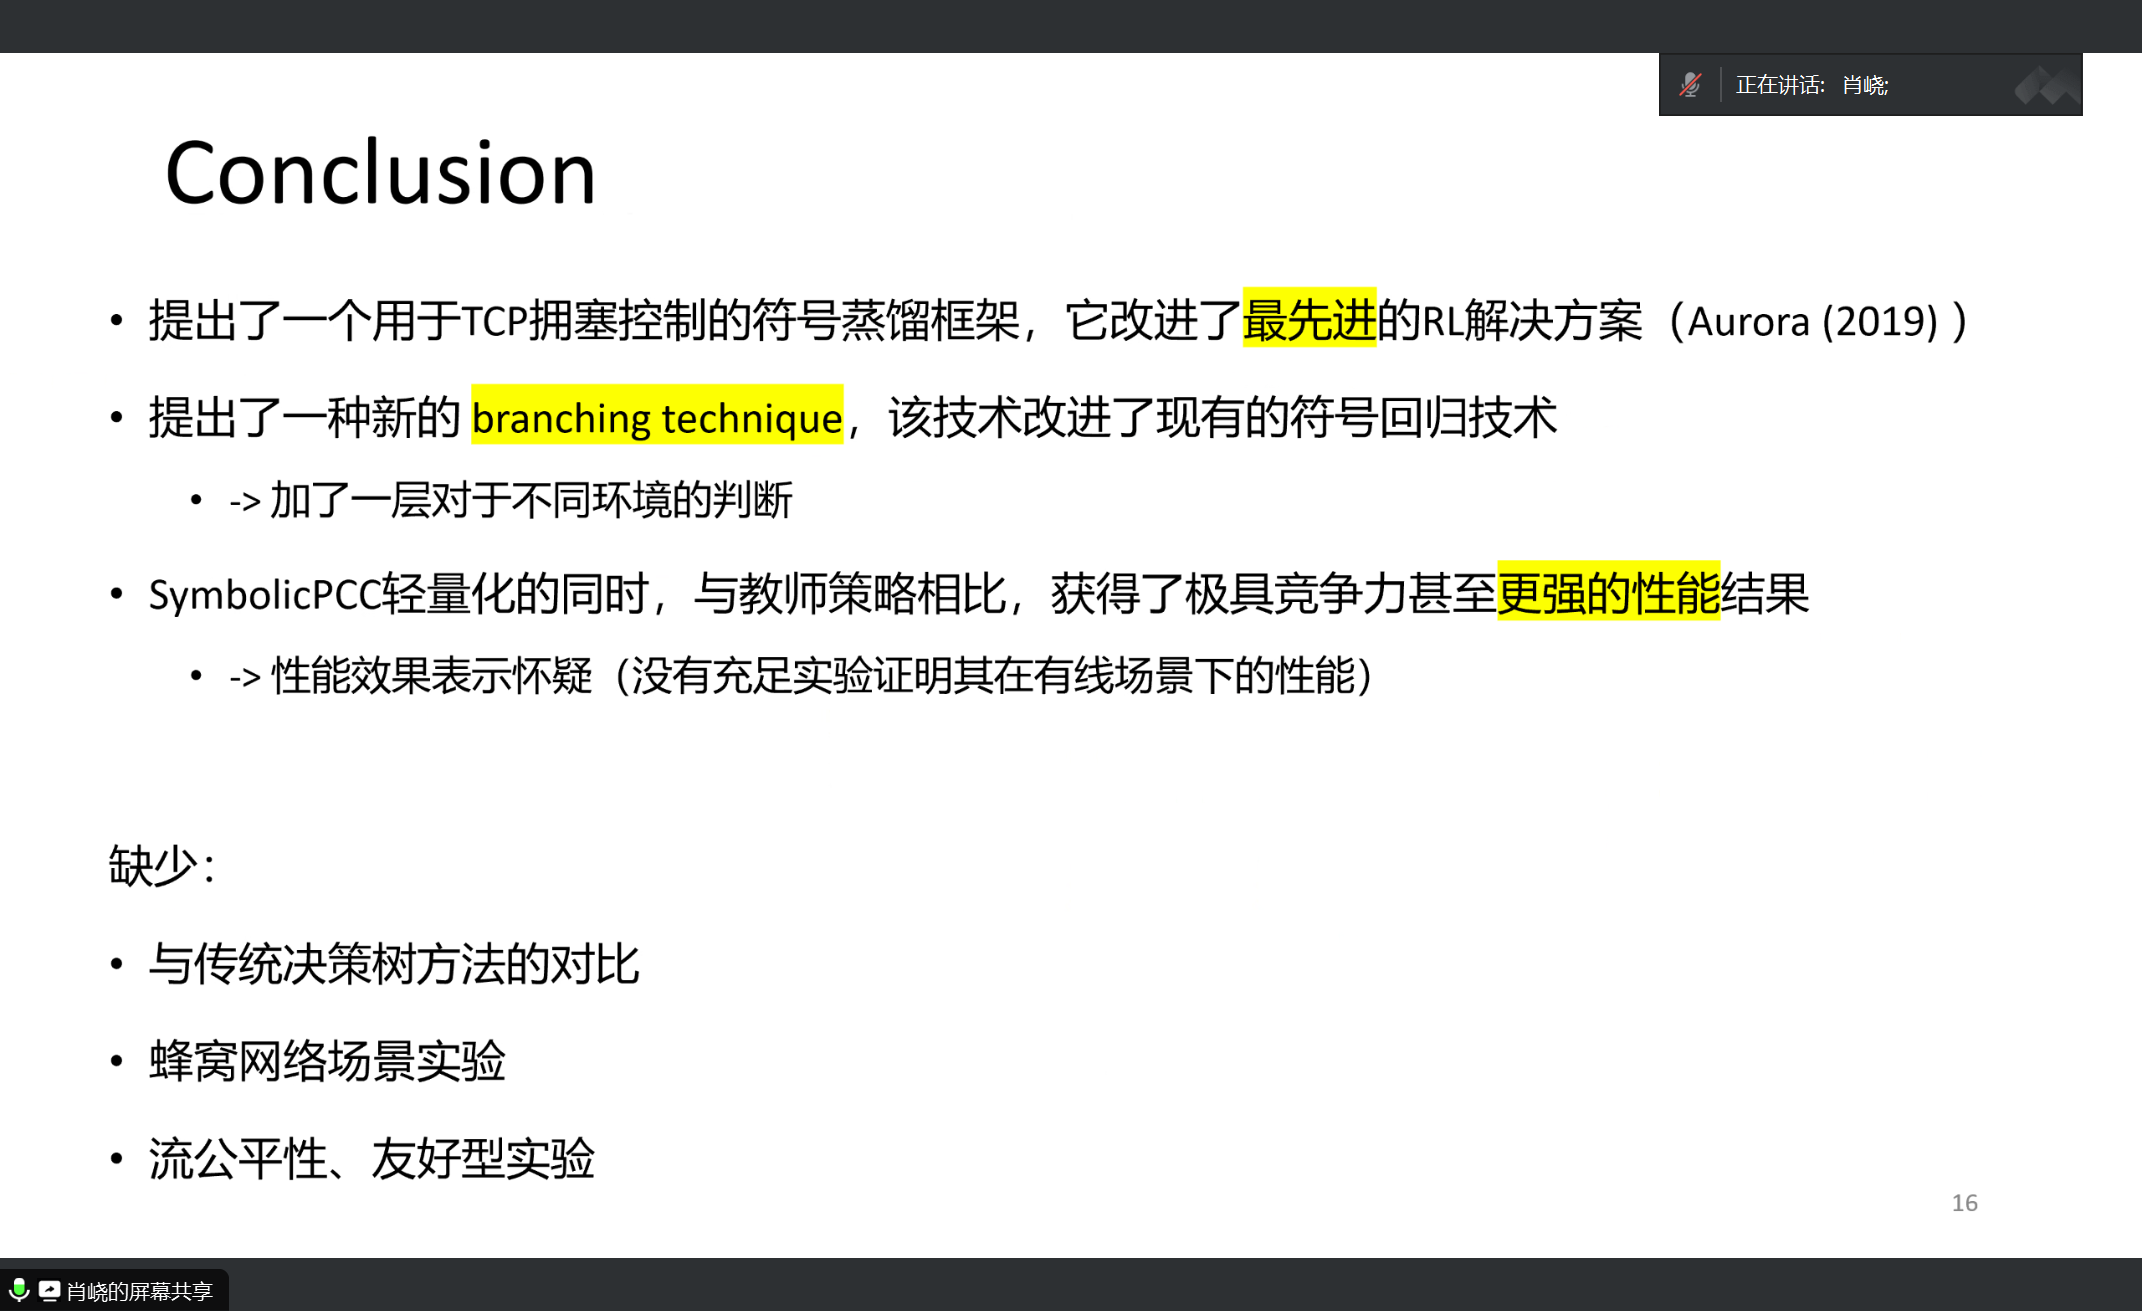 正在讲话: 肖峣;
Conclusion
• 提出了一个用于TCP拥塞控制的符号蒸馏框架，它改进了最先进的RL解决方案（Aurora (2019) ）
• 提出了一种新的 branching technique，该技术改进了现有的符号回归技术
• -> 加了一层对于不同环境的判断
• SymbolicPCC轻量化的同时，与教师策略相比，获得了极具竞争力甚至更强的性能结果
• -> 性能效果表示怀疑（没有充足实验证明其在有线场景下的性能）
缺少：
• 与传统决策树方法的对比
• 蜂窝网络场景实验
• 流公平性、友好型实验
16
肖峣的屏幕共享